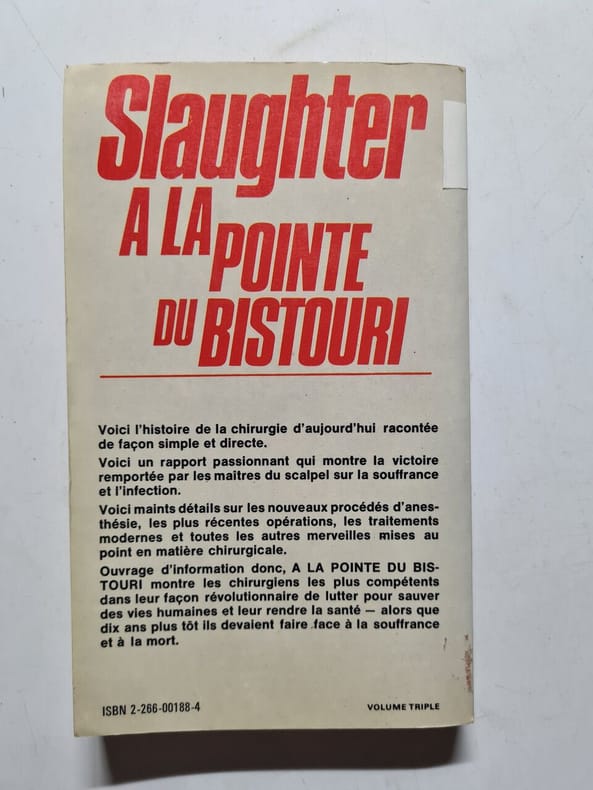 Slaughter
A LA
POINTE
DU BISTOURI
Voici l'histoire de la chirurgie d'aujourd'hui racontée
de façon simple et directe.
Voici un rapport passionnant qui montre la victoire
remportée par les maîtres du scalpel sur la souffrance
et l'infection.
Voici maints détails sur les nouveaux procédés d'anes-
thésie, les plus récentes opérations, les traitements
modernes et toutes les autres merveilles mises au
point en matière chirurgicale.
Ouvrage d'information donc, A LA POINTE DU BIS-
TOURI montre les chirurgiens les plus compétents
dans leur façon révolutionnaire de lutter pour sauver
des vies humaines et leur rendre la santé — alors que
dix ans plus tôt ils devaient faire face à la souffrance
et à la mort.
ISBN 2-266-00188-4 VOLUME TRIPLE